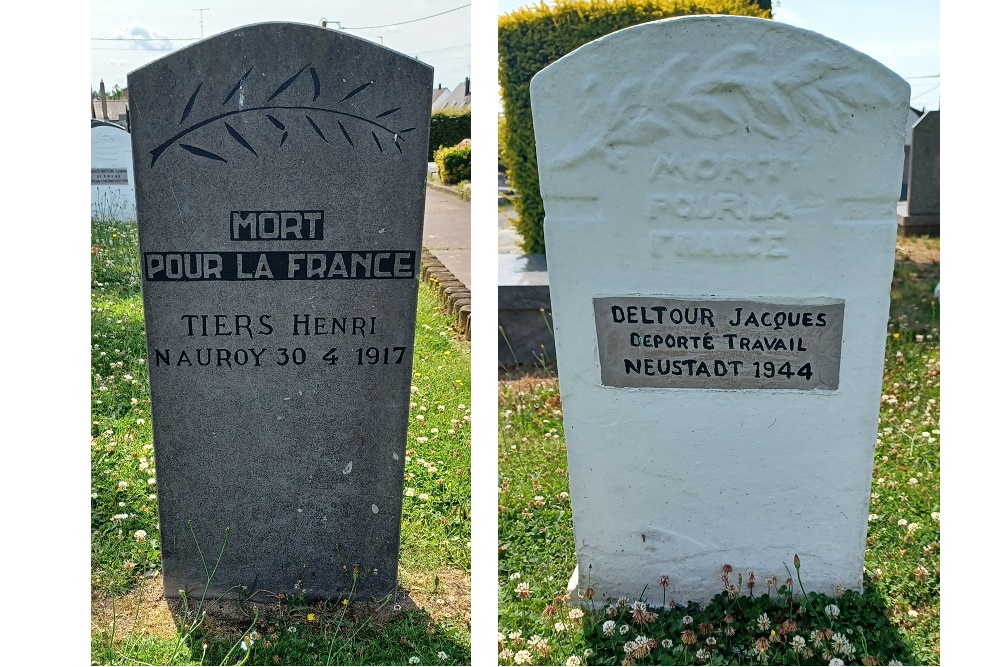 MORT
POUR LA FRANCE
TIERS HENRI
NAUROY 30 4 1917
MORT
POUR LA
FRANCE
DELTOUR JACQUES
DEPORTÉ TRAVAIL
NEUSTADT 1944